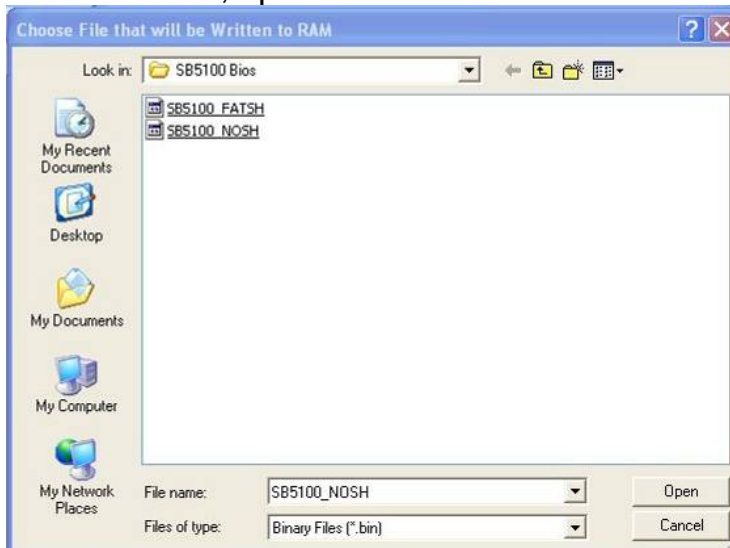 Choose File that will be Written to RAM
Look in:
SB5100 Bios
SB5100_FATSH
SB5100_NOSH
My Recent
Documents
Desktop
My Documents
My Computer
My Network
Places
File name:
SB5100_NOSH
Open
Files of type:
Binary Files (*.bin)
Cancel